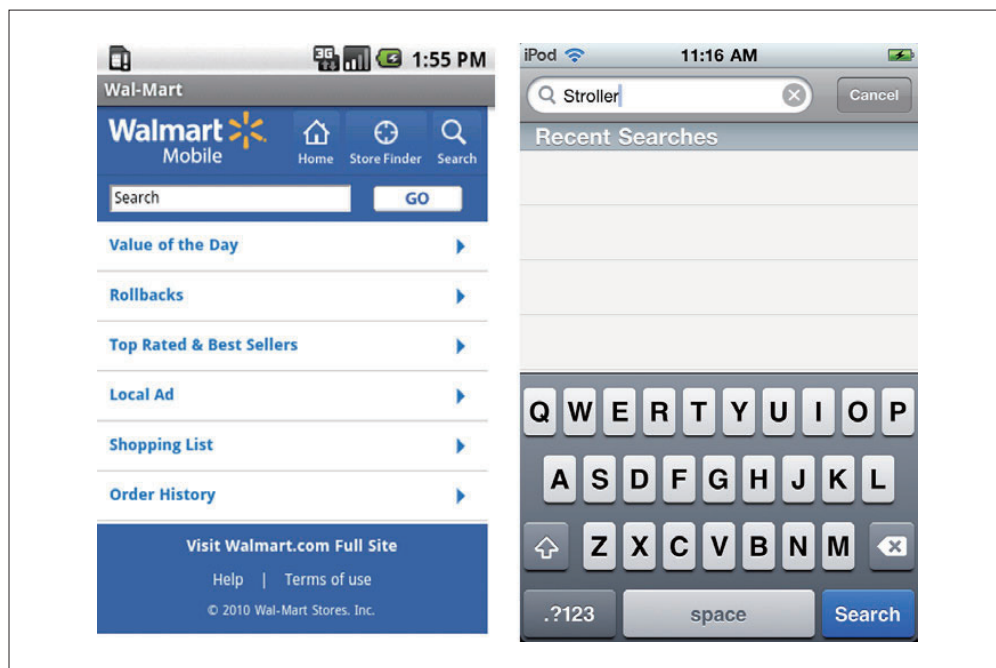 3G 1:55 PM
Wal-Mart
Walmart
Mobile
Home Store Finder Search
Search GO
Value of the Day
Rollbacks
Top Rated & Best Sellers
Local Ad
Shopping List
Order History
Visit Walmart.com Full Site
Help | Terms of use
© 2010 Wal-Mart Stores. Inc.
iPod 11:16 AM
Stroller Cancel
Recent Searches
Q W E R T Y U I O P
A S D F G H J K L
Z X C V B N M
.?123 space Search